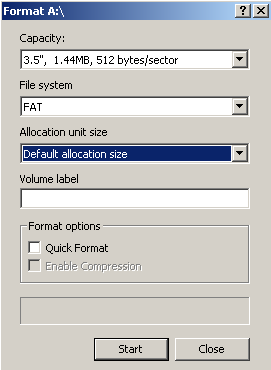 Format A:\
Capacity:
3.5", 1.44MB, 512 bytes/sector
File system
FAT
Allocation unit size
Default allocation size
Volume label
Format options
Quick Format
Enable Compression
Start Close